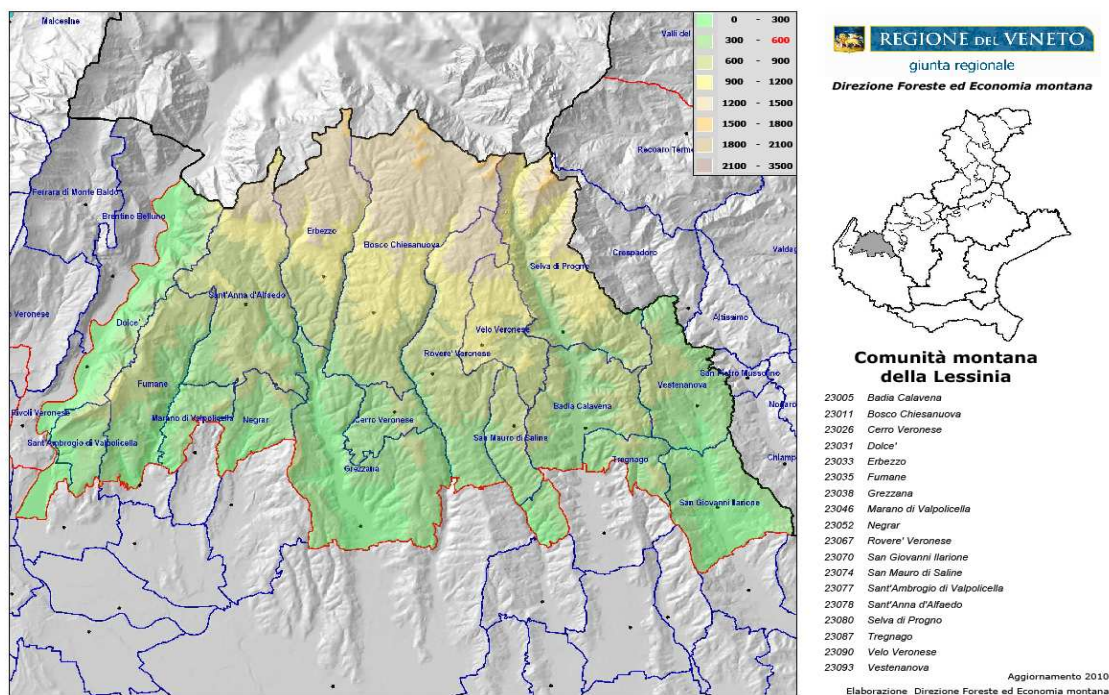 Malcesine
Valli del
Recoaro Terme
Ferrara di Monte Baldo
Brentino Belluno
Erbezzo
Bosco Chiesanuova
Crespadoro
Selva di Progno
Sant'Anna d'Alfaedo
Veronese
Dolce'
Altissimo
Velo Veronese
Rovere' Veronese
San Pietro Mussolino
Fumane
Vestenanova
Rivoli Veronese
Marano di Valpolicella
Negrar
Cerro Veronese
Badia Calavena
Sant'Ambrogio di Valpolicella
San Mauro di Saline
Tregnago
Grezzana
San Giovanni Ilarione
0 - 300
300 - 600
600 - 900
900 - 1200
1200 - 1500
1500 - 1800
1800 - 2100
2100 - 3500
REGIONE DEL VENETO
giunta regionale
Direzione Foreste ed Economia montana
Comunità montana
della Lessinia
23005 Badia Calavena
23011 Bosco Chiesanuova
23026 Cerro Veronese
23031 Dolce'
23033 Erbezzo
23035 Fumane
23038 Grezzana
23046 Marano di Valpolicella
23052 Negrar
23067 Rovere' Veronese
23070 San Giovanni Ilarione
23074 San Mauro di Saline
23077 Sant'Ambrogio di Valpolicella
23078 Sant'Anna d'Alfaedo
23080 Selva di Progno
23087 Tregnago
23090 Velo Veronese
23093 Vestenanova
Aggiornamento 2010
Elaborazione Direzione Foreste ed Economia montana